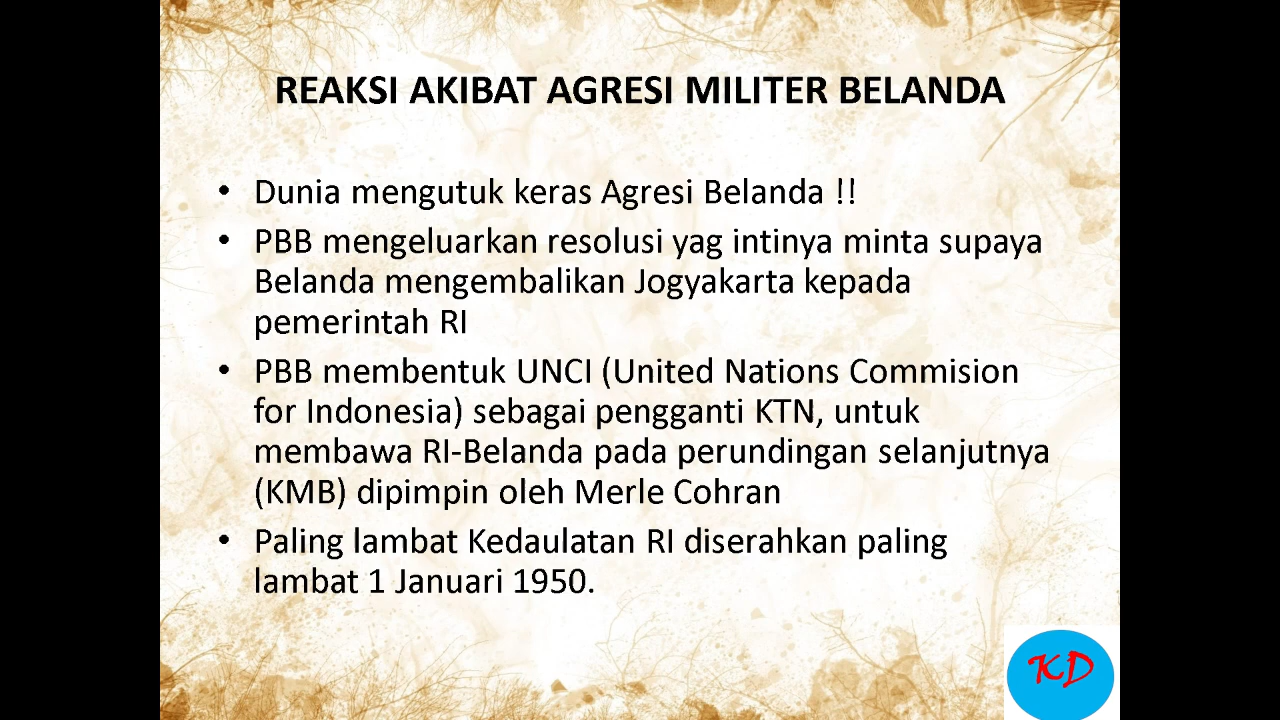 REAKSI AKIBAT AGRESI MILITER BELANDA
• Dunia mengutuk keras Agresi Belanda !!
• PBB mengeluarkan resolusi yag intinya minta supaya
Belanda mengembalikan Jogyakarta kepada
pemerintah RI
• PBB membentuk UNCI (United Nations Commision
for Indonesia) sebagai pengganti KTN, untuk
membawa RI-Belanda pada perundingan selanjutnya
(KMB) dipimpin oleh Merle Cohran
• Paling lambat Kedaulatan RI diserahkan paling
lambat 1 Januari 1950.
KD